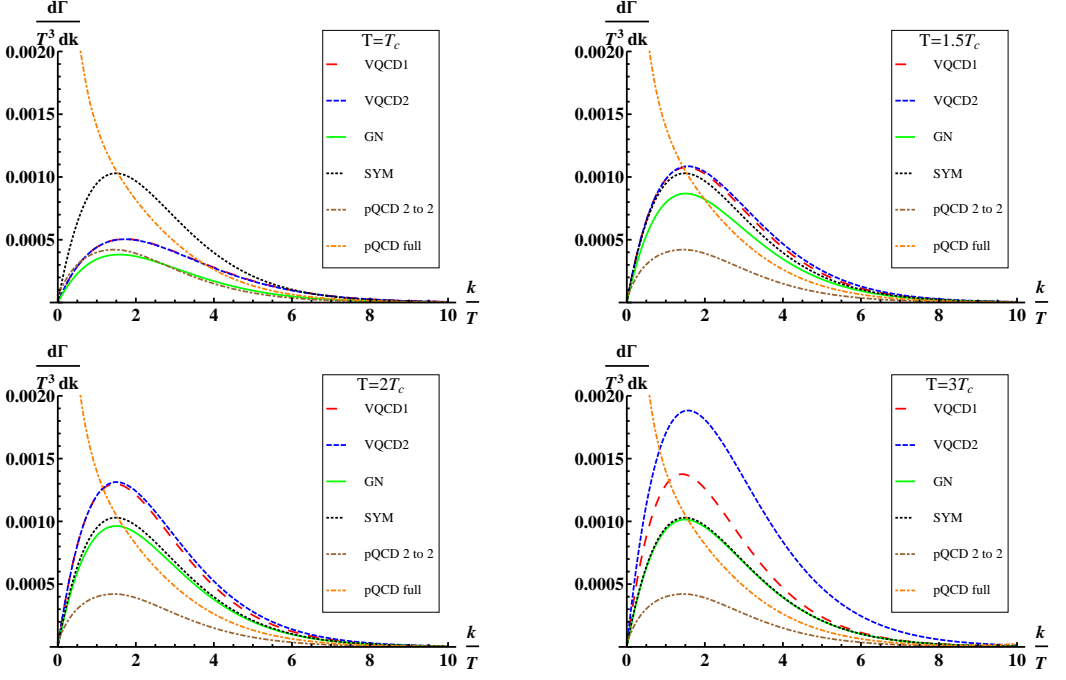 dΓ
T³ dk
0.0020
0.0015
0.0010
0.0005
0 2 4 6 8 10
k
T
T=T_c
VQCD1
VQCD2
GN
SYM
pQCD 2 to 2
pQCD full
dΓ
T³ dk
0.0020
0.0015
0.0010
0.0005
0 2 4 6 8 10
k
T
T=1.5T_c
VQCD1
VQCD2
GN
SYM
pQCD 2 to 2
pQCD full
dΓ
T³ dk
0.0020
0.0015
0.0010
0.0005
0 2 4 6 8 10
k
T
T=2T_c
VQCD1
VQCD2
GN
SYM
pQCD 2 to 2
pQCD full
dΓ
T³ dk
0.0020
0.0015
0.0010
0.0005
0 2 4 6 8 10
k
T
T=3T_c
VQCD1
VQCD2
GN
SYM
pQCD 2 to 2
pQCD full